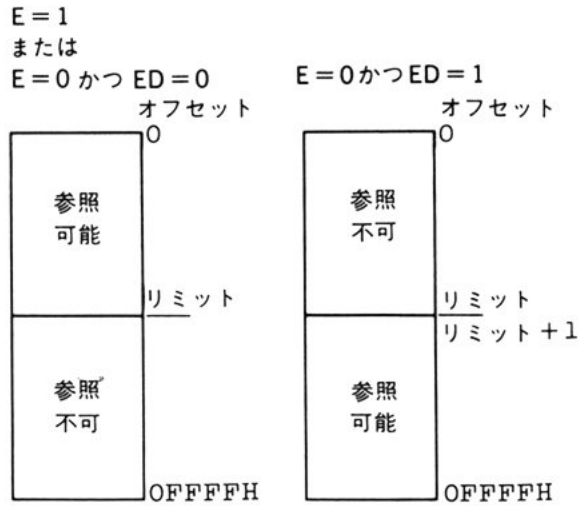 E=1
または
E=0 かつ ED=0
オフセット
0
参照
可能
リミット
参照
不可
0FFFFH
E=0かつED=1
オフセット
0
参照
不可
リミット
リミット+1
参照
可能
0FFFFH